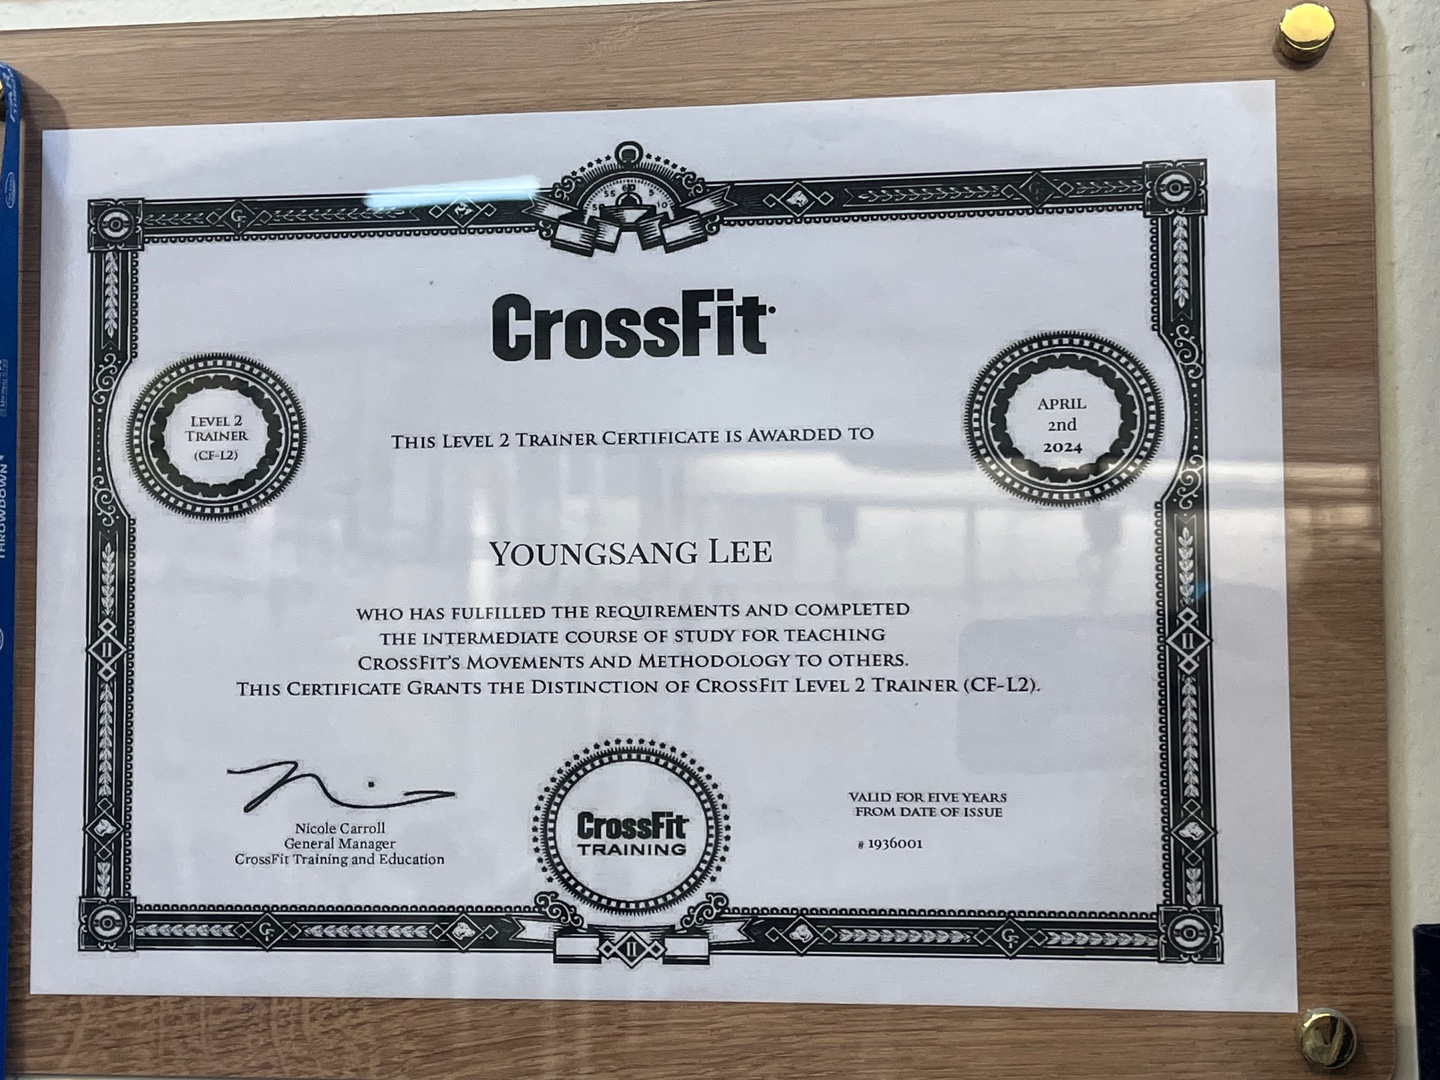 CrossFit
LEVEL 2
TRAINER
(CF-L2)
APRIL
2nd
2024
THIS LEVEL 2 TRAINER CERTIFICATE IS AWARDED TO
YOUNGSANG LEE
WHO HAS FULFILLED THE REQUIREMENTS AND COMPLETED
THE INTERMEDIATE COURSE OF STUDY FOR TEACHING
CROSSFIT'S MOVEMENTS AND METHODOLOGY TO OTHERS.
THIS CERTIFICATE GRANTS THE DISTINCTION OF CROSSFIT LEVEL 2 TRAINER (CF-L2).
Nicole Carroll
General Manager
CrossFit Training and Education
CrossFit
TRAINING
VALID FOR FIVE YEARS
FROM DATE OF ISSUE
# 1936001
II
II
II
THROWDOWN